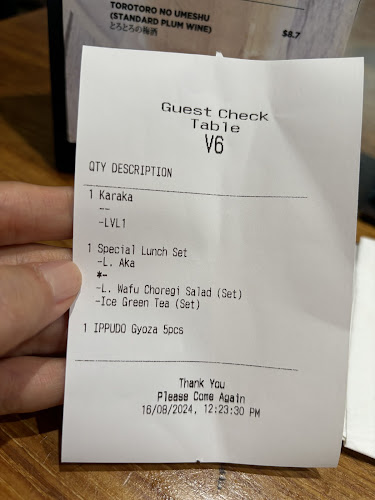 TOROTORO NO UMESHU
(STANDARD PLUM WINE)
とろとろの梅酒
$8.7
Guest Check
Table
V6
QTY DESCRIPTION
1 Karaka
--
-LVL1
1 Special Lunch Set
-L. Aka
*-
-L. Wafu Choregi Salad (Set)
-Ice Green Tea (Set)
1 IPPUDO Gyoza 5pcs
Thank You
Please Come Again
16/08/2024, 12:23:30 PM